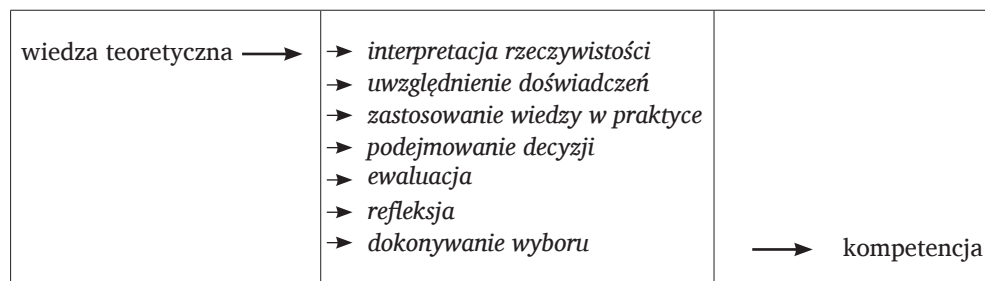 wiedza teoretyczna
interpretacja rzeczywistości
uwzględnienie doświadczeń
zastosowanie wiedzy w praktyce
podejmowanie decyzji
ewaluacja
refleksja
dokonywanie wyboru
kompetencja